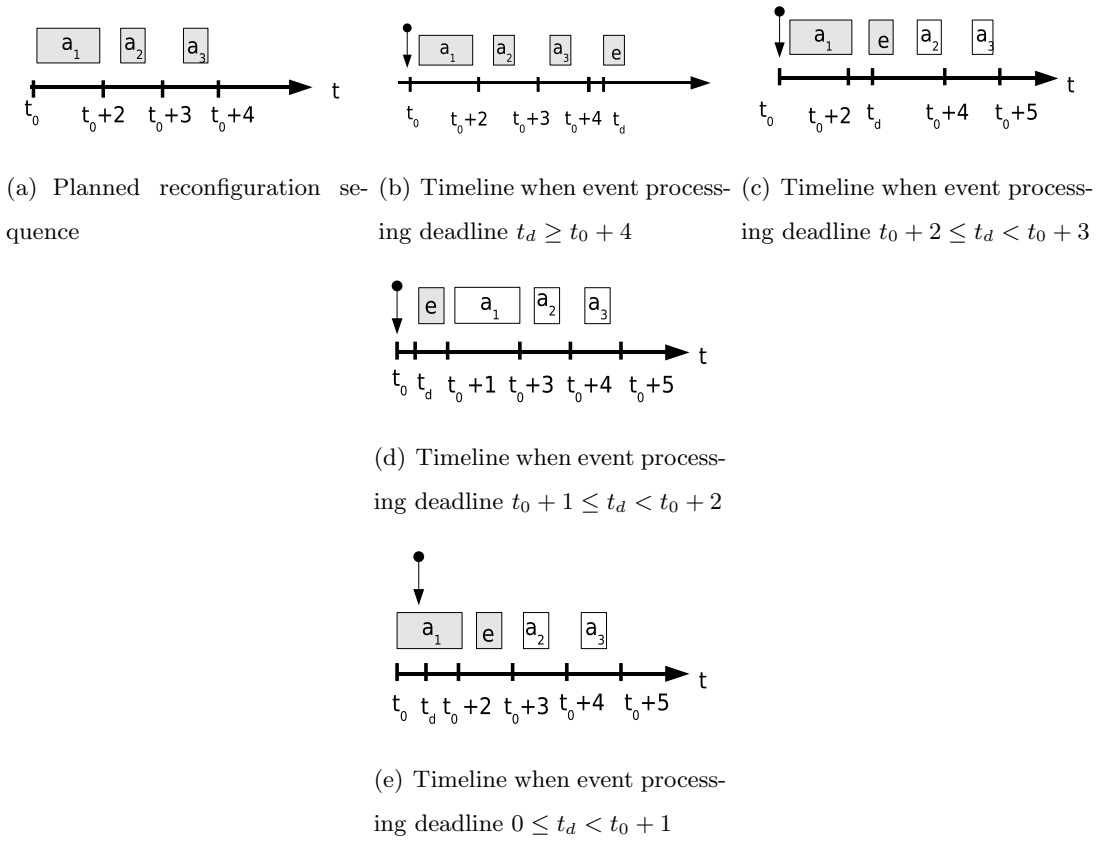 a1 a2 a3
t0 t0+2 t0+3 t0+4 t
(a) Planned reconfiguration se-
quence
a1 a2 a3 e
t0 t0+2 t0+3 t0+4 td
(b) Timeline when event process-
ing deadline td ≥ t0 + 4
a1 e a2 a3
t0 t0+2 td t0+4 t0+5 t
(c) Timeline when event process-
ing deadline t0 + 2 ≤ td < t0 + 3
e a1 a2 a3
t0 td t0+1 t0+3 t0+4 t0+5 t
(d) Timeline when event process-
ing deadline t0 + 1 ≤ td < t0 + 2
a1 e a2 a3
t0 td t0+2 t0+3 t0+4 t0+5 t
(e) Timeline when event process-
ing deadline 0 ≤ td < t0 + 1